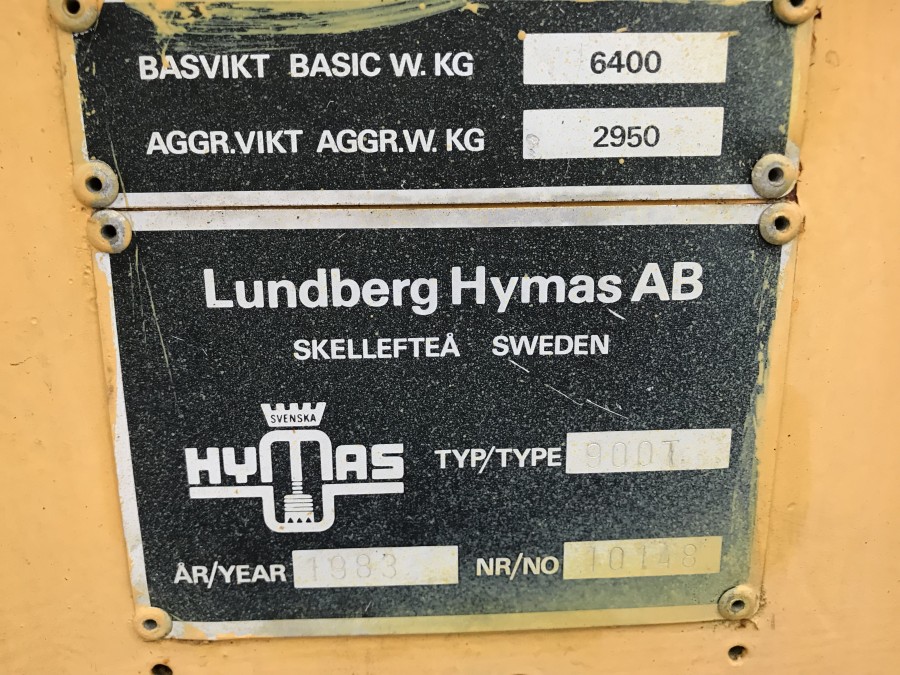 BASVIKT BASIC W. KG 6400
AGGR.VIKT AGGR.W. KG 2950
Lundberg Hymas AB
SKELLEFTEÅ SWEDEN
SVENSKA
HYMAS
TYP/TYPE 900T
ÅR/YEAR 1983 NR/NO 10148